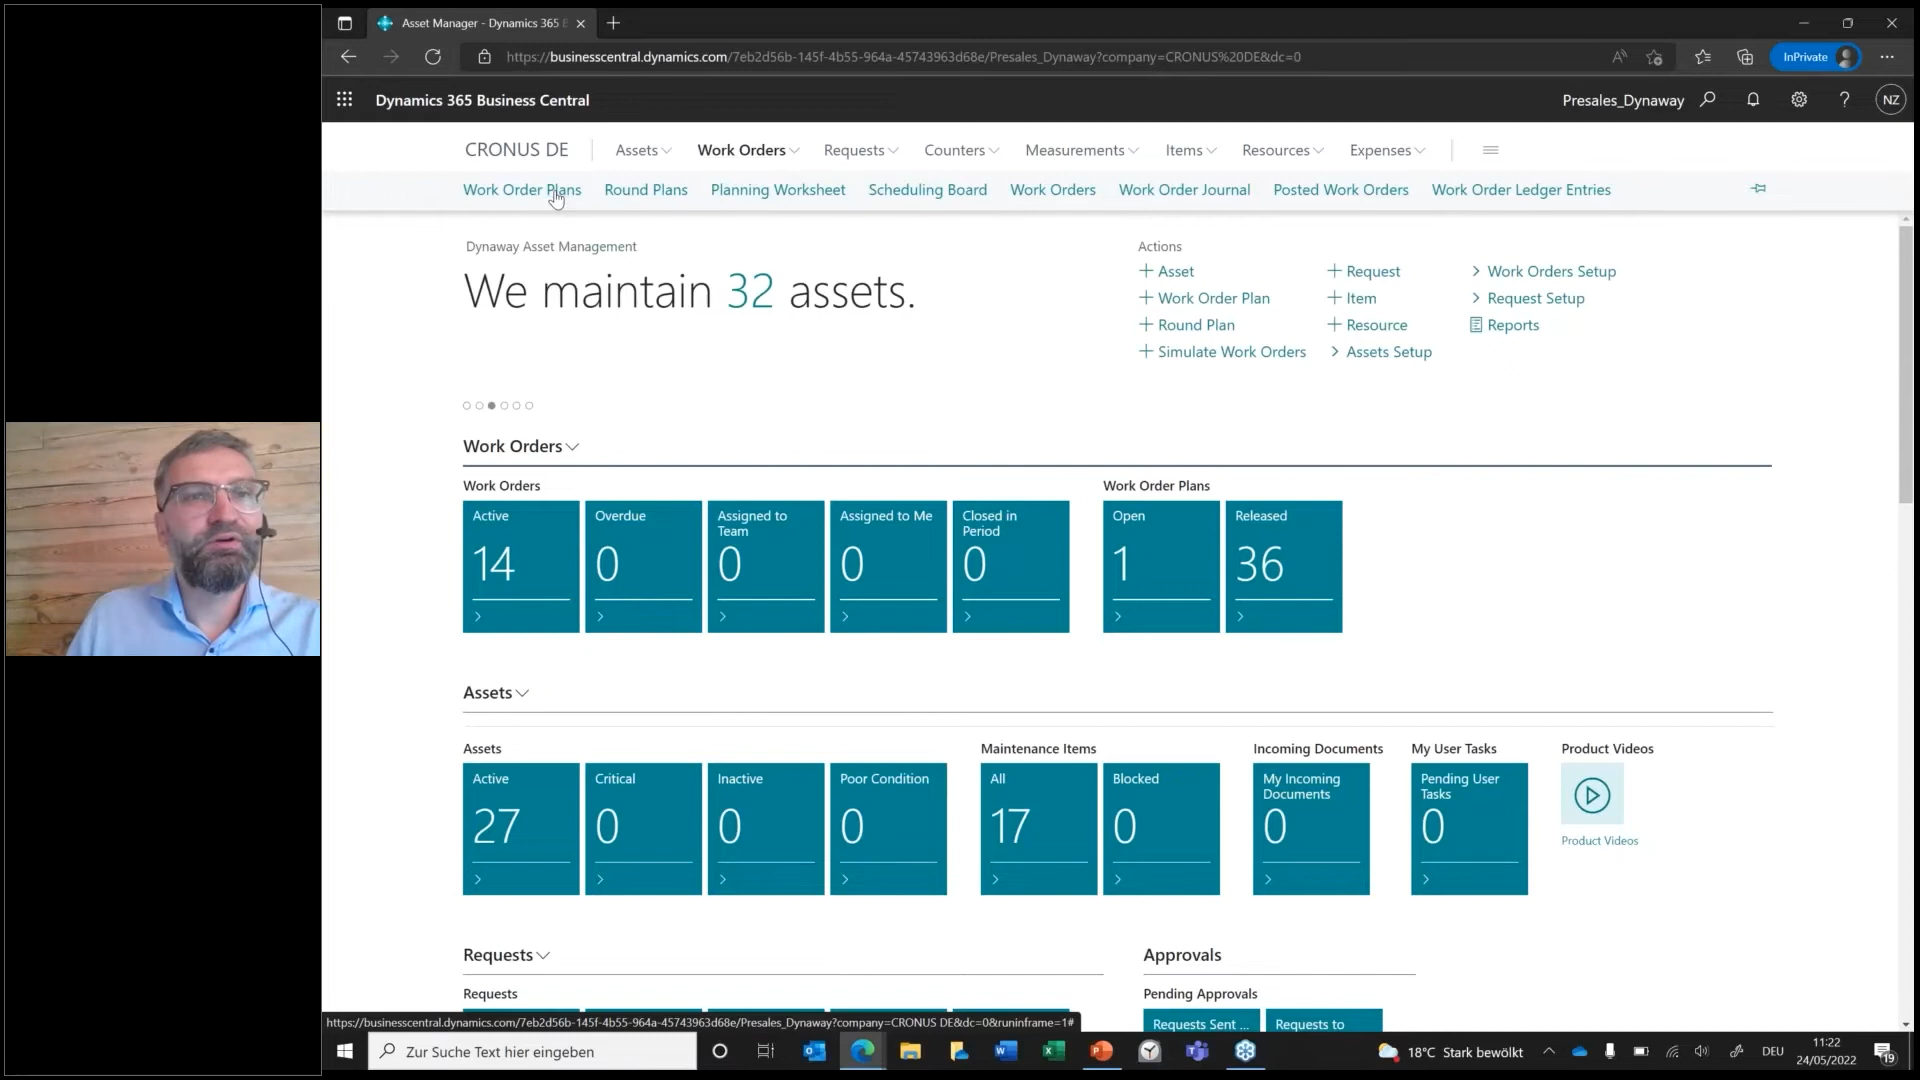 Asset Manager - Dynamics 365 B
https://businesscentral.dynamics.com/7eb2d56b-145f-4b55-964a-45743963d68e/Presales_Dynaway?company=CRONUS%20DE&dc=0
InPrivate
Dynamics 365 Business Central
Presales_Dynaway
NZ
CRONUS DE
Assets
Work Orders
Requests
Counters
Measurements
Items
Resources
Expenses
Work Order Plans
Round Plans
Planning Worksheet
Scheduling Board
Work Orders
Work Order Journal
Posted Work Orders
Work Order Ledger Entries
Dynaway Asset Management
We maintain 32 assets.
Actions
+ Asset
+ Work Order Plan
+ Round Plan
+ Simulate Work Orders
+ Request
+ Item
+ Resource
> Assets Setup
> Work Orders Setup
> Request Setup
Reports
Work Orders
Work Orders
Active
14
Overdue
0
Assigned to
Team
0
Assigned to Me
0
Closed in
Period
0
Work Order Plans
Open
1
Released
36
Assets
Assets
Active
27
Critical
0
Inactive
0
Poor Condition
0
Maintenance Items
All
17
Blocked
0
Incoming Documents
My Incoming
Documents
0
My User Tasks
Pending User
Tasks
0
Product Videos
Product Videos
Requests
Requests
Approvals
Pending Approvals
Requests Sent ...
Requests to
https://businesscentral.dynamics.com/7eb2d56b-145f-4b55-964a-45743963d68e/Presales_Dynaway?company=CRONUS DE&dc=0&runinframe=1#
Zur Suche Text hier eingeben
18°C Stark bewölkt
DEU
11:22
24/05/2022
19